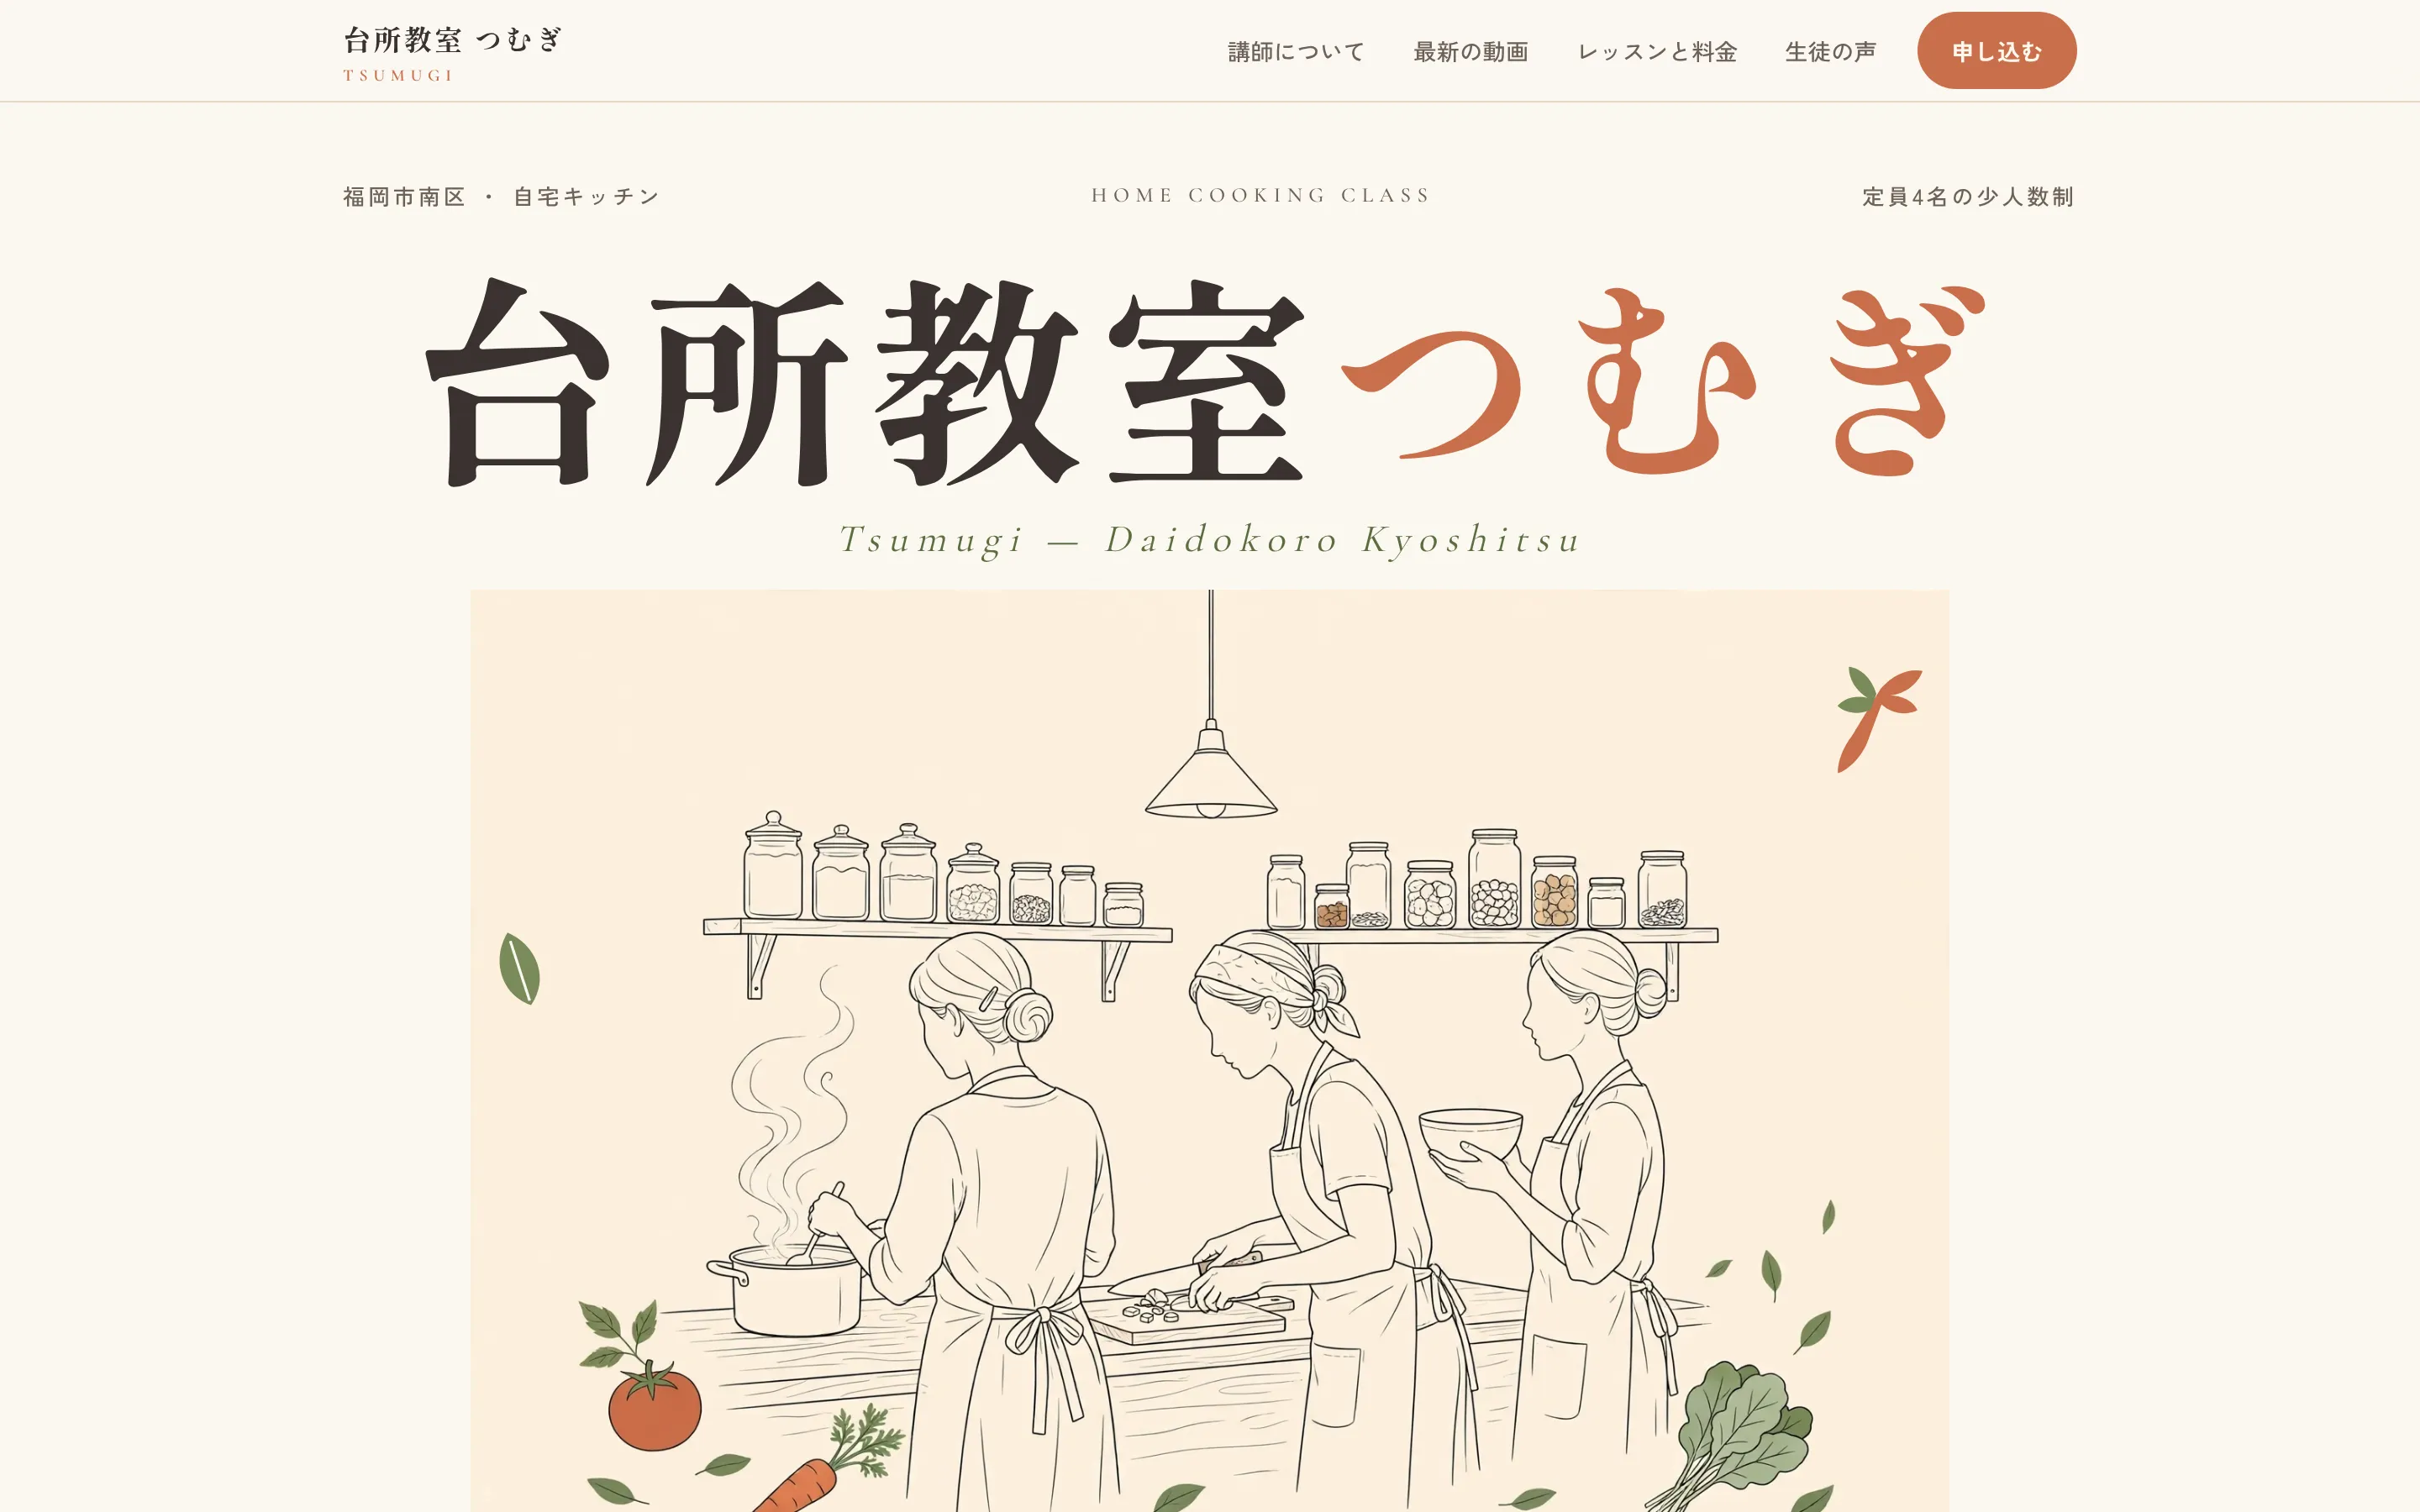 台所教室 つむぎ
TSUMUGI
講師について
最新の動画
レッスンと料金
生徒の声
申し込む
福岡市南区 ・ 自宅キッチン
HOME COOKING CLASS
定員4名の少人数制
台所教室つむぎ
Tsumugi — Daidokoro Kyoshitsu